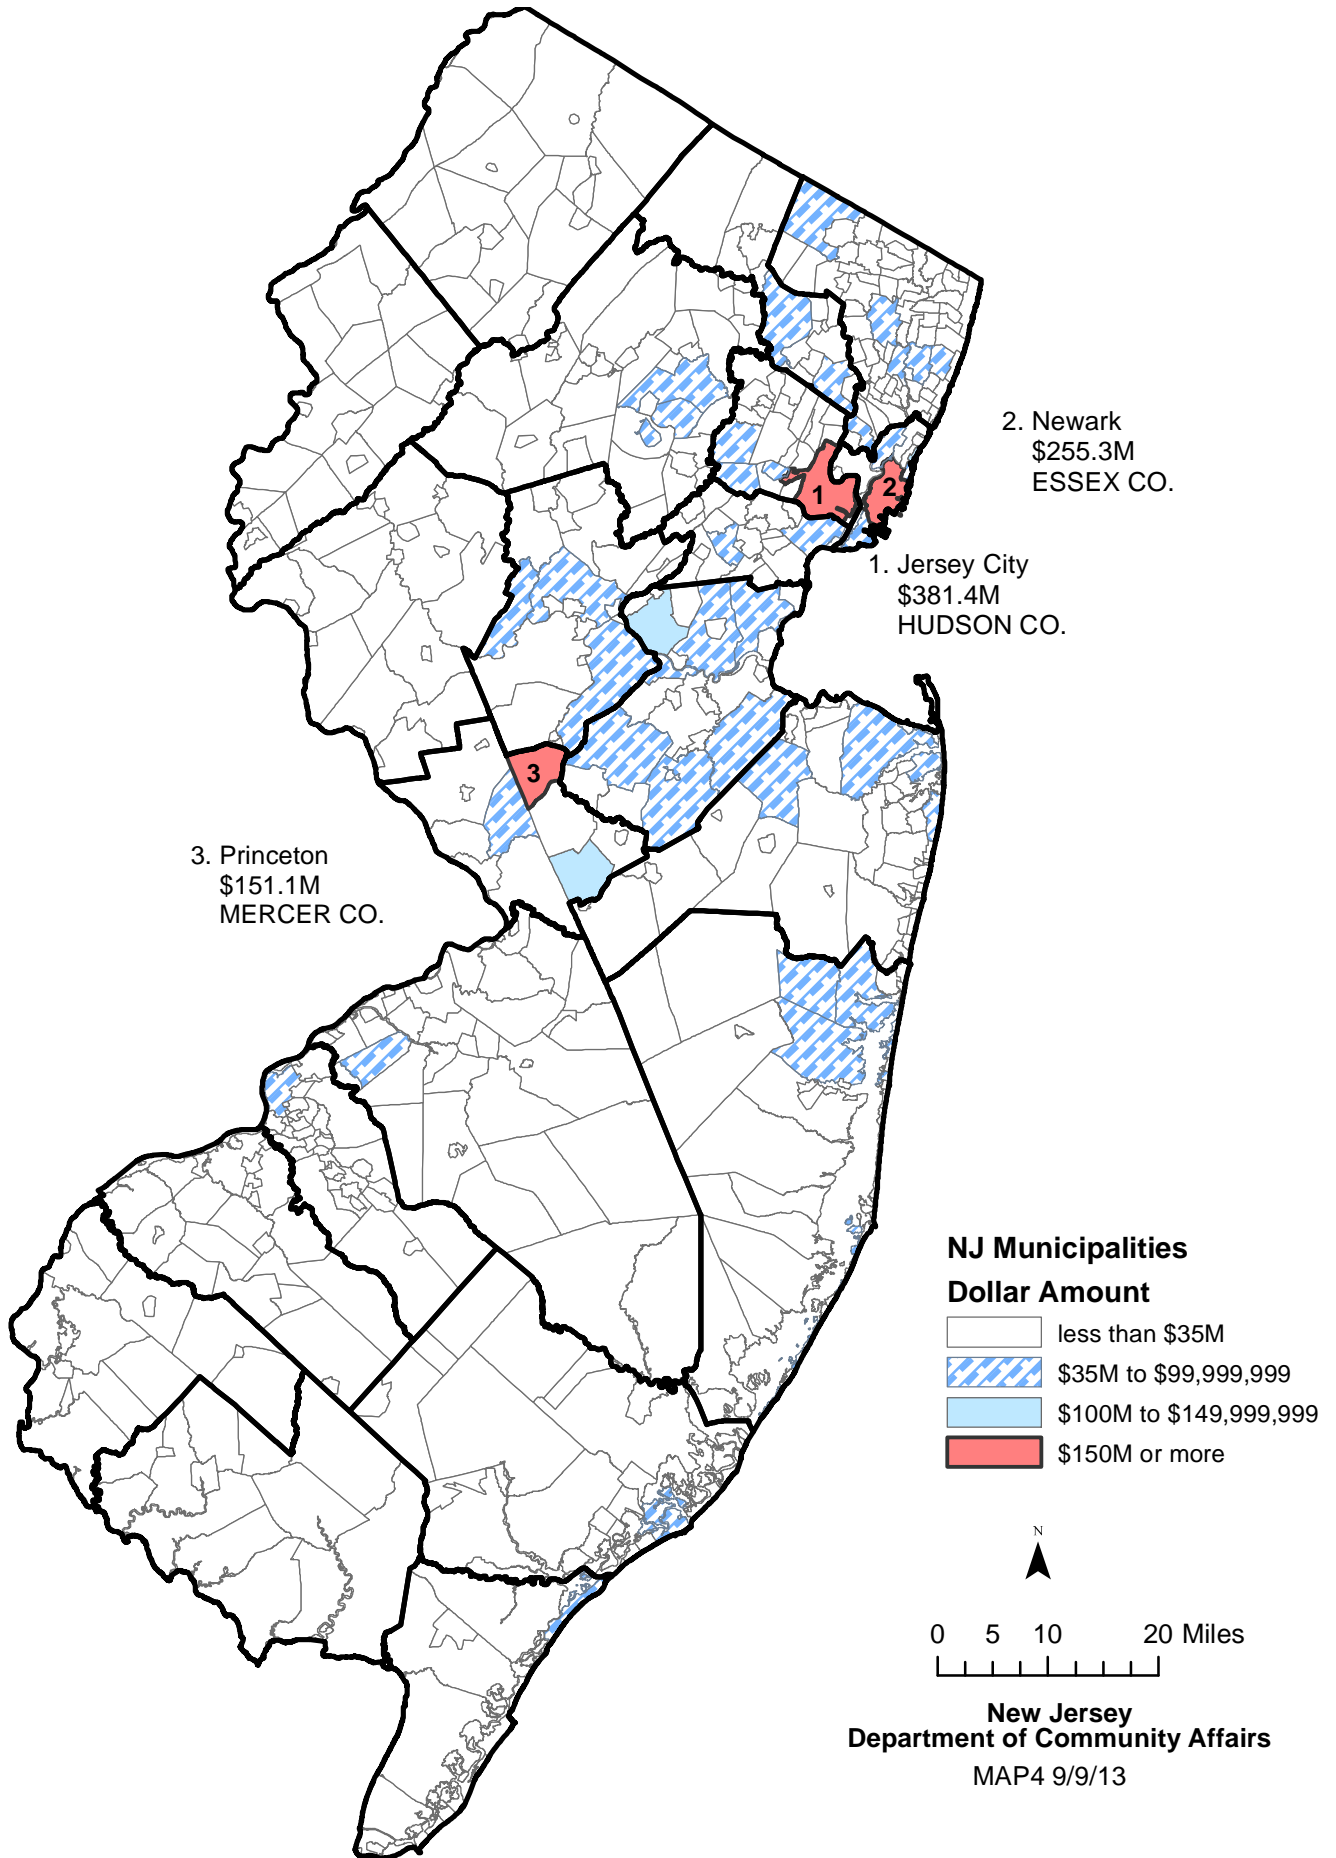 2. Newark
$255.3M
ESSEX CO.
1
2
1. Jersey City
$381.4M
HUDSON CO.
3
3. Princeton
$151.1M
MERCER CO.
NJ Municipalities
Dollar Amount
less than $35M
$35M to $99,999,999
$100M to $149,999,999
$150M or more
N
0 5 10 20 Miles
New Jersey
Department of Community Affairs
MAP4 9/9/13